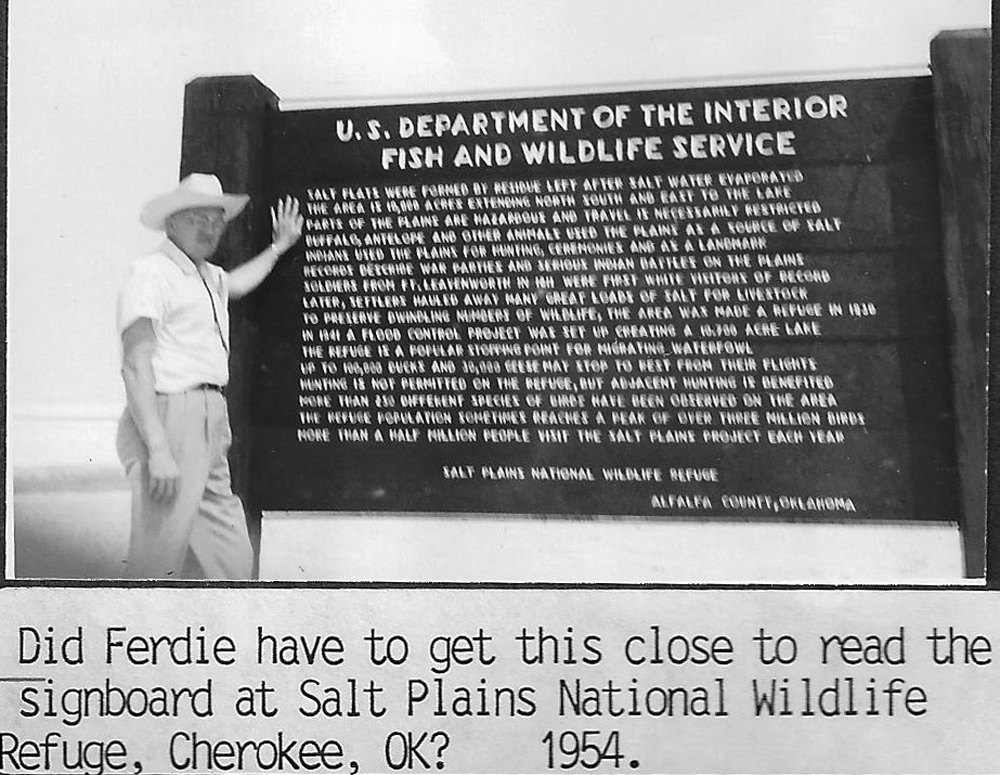 U. S. DEPARTMENT OF THE INTERIOR
FISH AND WILDLIFE SERVICE
SALT FLATS WERE FORMED BY RESIDUE LEFT AFTER SALT WATER EVAPORATED
THE AREA IS 10,000 ACRES EXTENDING NORTH SOUTH AND EAST TO THE LAKE
PARTS OF THE PLAINS ARE HAZARDOUS AND TRAVEL IS NECESSARILY RESTRICTED
BUFFALO, ANTELOPE AND OTHER ANIMALS USED THE PLAINS AS A SOURCE OF SALT
INDIANS USED THE PLAINS FOR HUNTING, CEREMONIES AND AS A LANDMARK
RECORDS DESCRIBE WAR PARTIES AND SERIOUS INDIAN BATTLES ON THE PLAINS
SOLDIERS FROM FT. LEAVENWORTH IN 1811 WERE FIRST WHITE VISITORS OF RECORD
LATER, SETTLERS HAULED AWAY MANY GREAT LOADS OF SALT FOR LIVESTOCK
TO PRESERVE DWINDLING NUMBERS OF WILDLIFE, THE AREA WAS MADE A REFUGE IN 1930
IN 1941 A FLOOD CONTROL PROJECT WAS SET UP CREATING A 10,700 ACRE LAKE
THE REFUGE IS A POPULAR STOPPING POINT FOR MIGRATING WATERFOWL
UP TO 100,000 DUCKS AND 30,000 GEESE MAY STOP TO REST FROM THEIR FLIGHTS
HUNTING IS NOT PERMITTED ON THE REFUGE, BUT ADJACENT HUNTING IS BENEFITED
MORE THAN 250 DIFFERENT SPECIES OF BIRDS HAVE BEEN OBSERVED ON THE AREA
THE REFUGE POPULATION SOMETIMES REACHES A PEAK OF OVER THREE MILLION BIRDS
MORE THAN A HALF MILLION PEOPLE VISIT THE SALT PLAINS PROJECT EACH YEAR
SALT PLAINS NATIONAL WILDLIFE REFUGE
ALFALFA COUNTY, OKLAHOMA
Did Ferdie have to get this close to read the
signboard at Salt Plains National Wildlife
Refuge, Cherokee, OK? 1954.